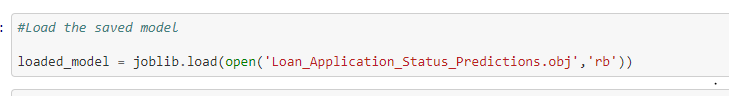 #Load the saved model
loaded_model = joblib.load(open('Loan_Application_Status_Predictions.obj','rb'))